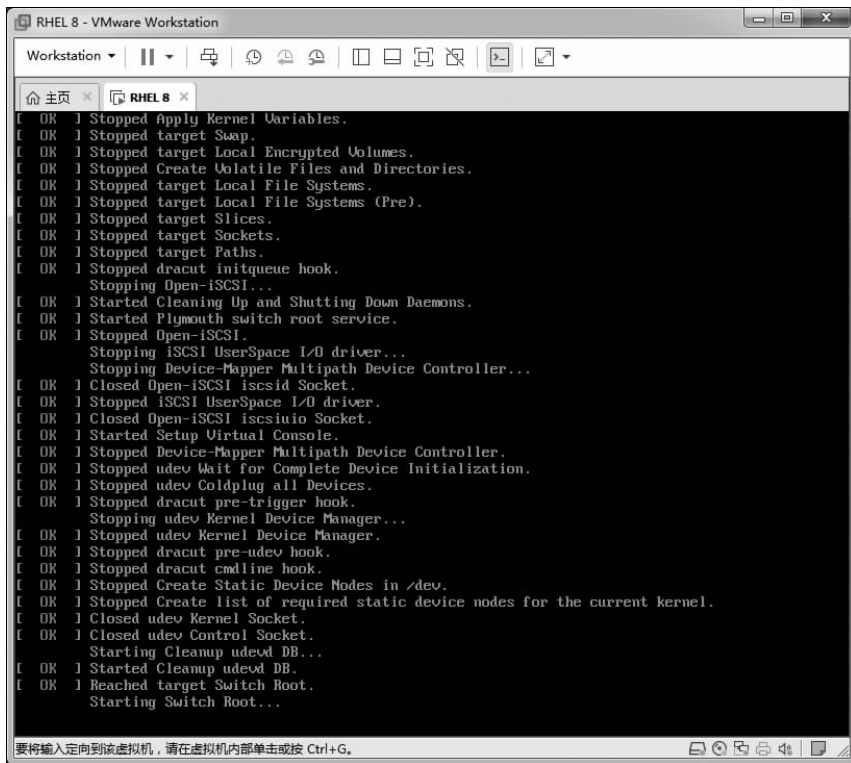 RHEL 8 - VMware Workstation
Workstation
主页
RHEL 8
[  OK  ] Stopped Apply Kernel Variables.
[  OK  ] Stopped target Swap.
[  OK  ] Stopped target Local Encrypted Volumes.
[  OK  ] Stopped Create Volatile Files and Directories.
[  OK  ] Stopped target Local File Systems.
[  OK  ] Stopped target Local File Systems (Pre).
[  OK  ] Stopped target Slices.
[  OK  ] Stopped target Sockets.
[  OK  ] Stopped target Paths.
[  OK  ] Stopped dracut initqueue hook.
Stopping Open-iSCSI...
[  OK  ] Started Cleaning Up and Shutting Down Daemons.
[  OK  ] Started Plymouth switch root service.
[  OK  ] Stopped Open-iSCSI.
Stopping iSCSI UserSpace I/O driver...
Stopping Device-Mapper Multipath Device Controller...
[  OK  ] Closed Open-iSCSI iscsid Socket.
[  OK  ] Stopped iSCSI UserSpace I/O driver.
[  OK  ] Closed Open-iSCSI iscsiuio Socket.
[  OK  ] Started Setup Virtual Console.
[  OK  ] Stopped Device-Mapper Multipath Device Controller.
[  OK  ] Stopped udev Wait for Complete Device Initialization.
[  OK  ] Stopped udev Coldplug all Devices.
[  OK  ] Stopped dracut pre-trigger hook.
Stopping udev Kernel Device Manager...
[  OK  ] Stopped udev Kernel Device Manager.
[  OK  ] Stopped dracut pre-udev hook.
[  OK  ] Stopped dracut cmdline hook.
[  OK  ] Stopped Create Static Device Nodes in /dev.
[  OK  ] Stopped Create list of required static device nodes for the current kernel.
[  OK  ] Closed udev Kernel Socket.
[  OK  ] Closed udev Control Socket.
Starting Cleanup udevd DB...
[  OK  ] Started Cleanup udevd DB.
[  OK  ] Reached target Switch Root.
Starting Switch Root...
要将输入定向到该虚拟机，请在虚拟机内部单击或按 Ctrl+G。